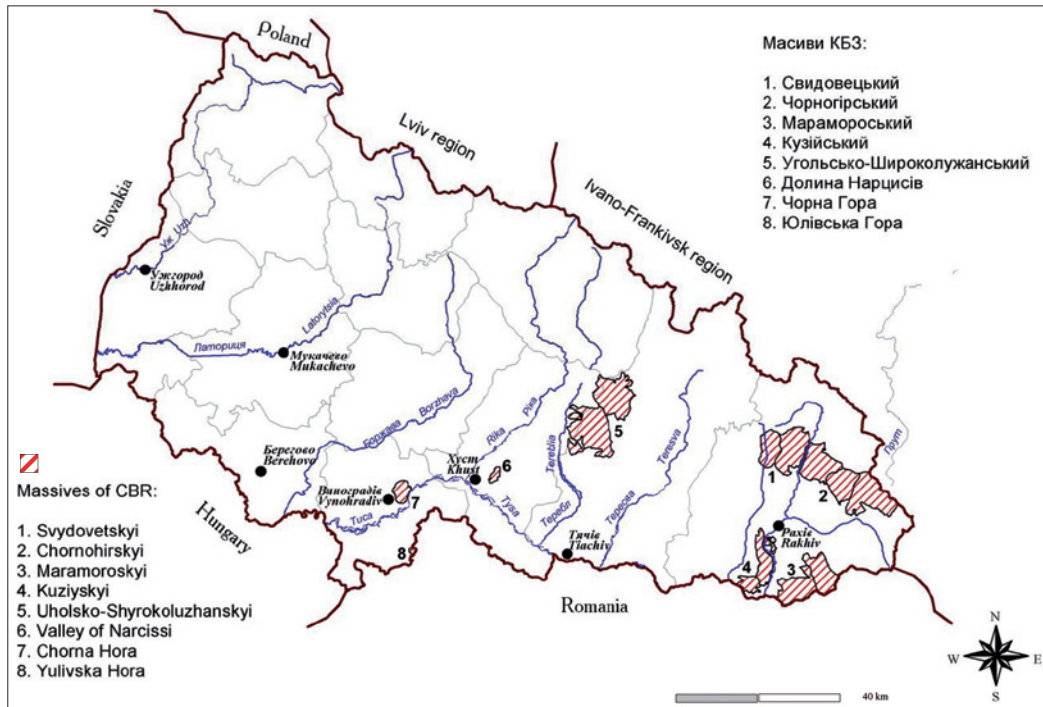 Poland
Масиви КБЗ:
1. Свидовецький
2. Чорногірський
3. Марамороський
4. Кузійський
5. Угольсько-Широколужанський
6. Долина Нарцисів
7. Чорна Гора
8. Юлівська Гора
Lviv region
Ivano-Frankivsk region
Slovakia
Уж Uzh
Ужгород
Uzhhorod
Latorytsia
Латориця
Мукачево
Mukachevo
Боржава Borzhava
Берегово
Berehovo
Rika Ріка
Хуст
Khust
6
Виноградів
Vynohradiv
7
Тиса
Tysa
8
Hungary
Tereblia
Теребл
5
Teresva
Тересва
Тячів
Tiachiv
Прут
1
2
Рахів
Rakhiv
4
3
Romania
Massives of CBR:
1. Svydovetskyi
2. Chornohirskyi
3. Maramoroskyi
4. Kuziyskyi
5. Uholsko-Shyrokoluzhanskyi
6. Valley of Narcissi
7. Chorna Hora
8. Yulivska Hora
N
W
E
S
40 km